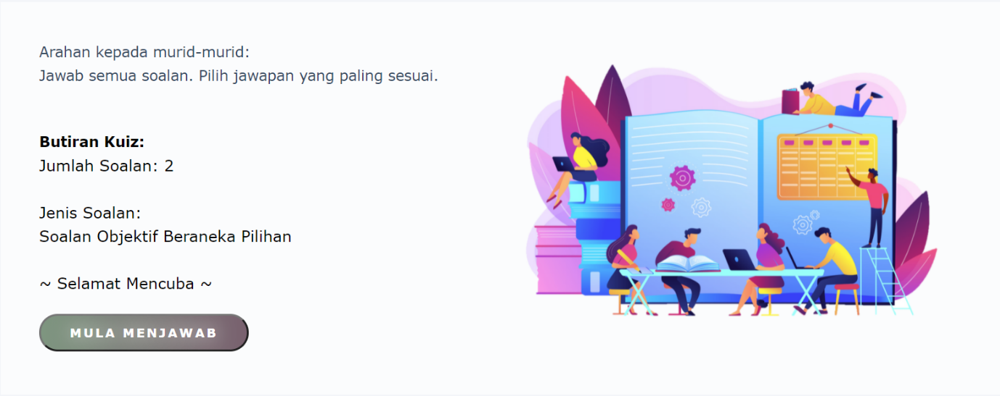 Arahan kepada murid-murid:
Jawab semua soalan. Pilih jawapan yang paling sesuai.
Butiran Kuiz:
Jumlah Soalan: 2
Jenis Soalan:
Soalan Objektif Beraneka Pilihan
~ Selamat Mencuba ~
MULA MENJAWAB